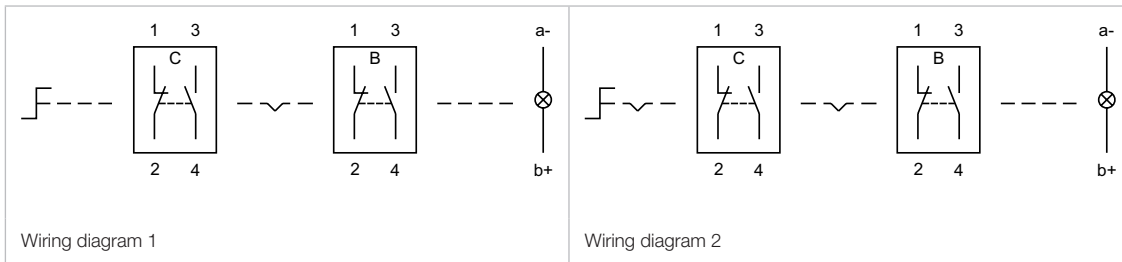 1 3 1 3 a-
C B
2 4 2 4 b+
Wiring diagram 1
1 3 1 3 a-
C B
2 4 2 4 b+
Wiring diagram 2